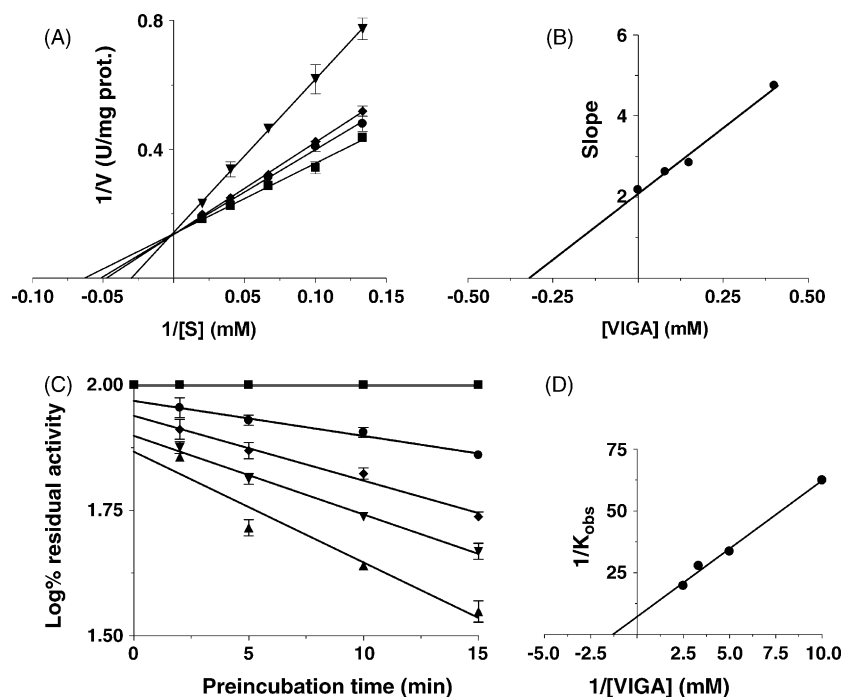 (A)
0.8
0.4
1/V (U/mg prot.)
-0.10
-0.05
0.05
0.10
0.15
1/[S] (mM)
(B)
6
4
2
Slope
-0.50
-0.25
0.25
0.50
[VIGA] (mM)
(C)
2.00
1.75
1.50
Log% residual activity
0
5
10
15
Preincubation time (min)
(D)
75
50
25
1/Kobs
-5.0
-2.5
2.5
5.0
7.5
10.0
1/[VIGA] (mM)